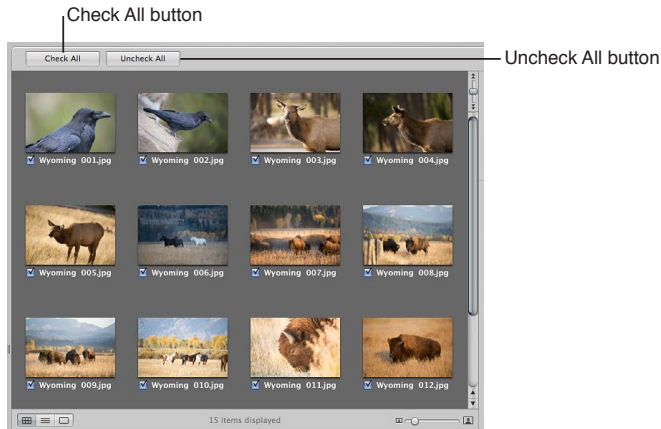 Check All button
Check All
Uncheck All
Uncheck All button
Wyoming 001.jpg
Wyoming 002.jpg
Wyoming 003.jpg
Wyoming 004.jpg
Wyoming 005.jpg
Wyoming 006.jpg
Wyoming 007.jpg
Wyoming 008.jpg
Wyoming 009.jpg
Wyoming 010.jpg
Wyoming 011.jpg
Wyoming 012.jpg
15 items displayed